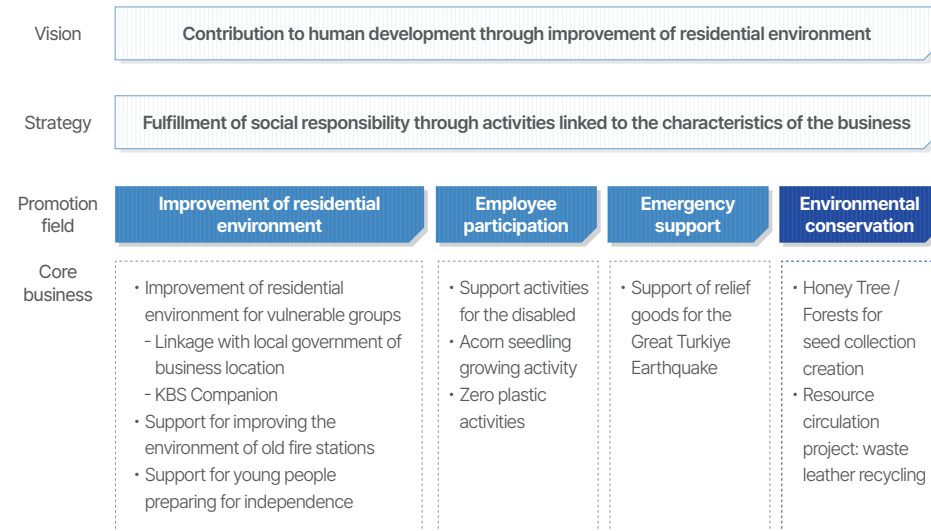 Vision
Contribution to human development through improvement of residential environment
Strategy
Fulfillment of social responsibility through activities linked to the characteristics of the business
Promotion
field
Improvement of residential
environment
Employee
participation
Emergency
support
Environmental
conservation
Core
business
• Improvement of residential
environment for vulnerable groups
- Linkage with local government of
business location
- KBS Companion
• Support for improving the
environment of old fire stations
• Support for young people
preparing for independence
• Support activities
for the disabled
• Acorn seedling
growing activity
• Zero plastic
activities
• Support of relief
goods for the
Great Turkiye
Earthquake
• Honey Tree /
Forests for
seed collection
creation
• Resource
circulation
project: waste
leather recycling